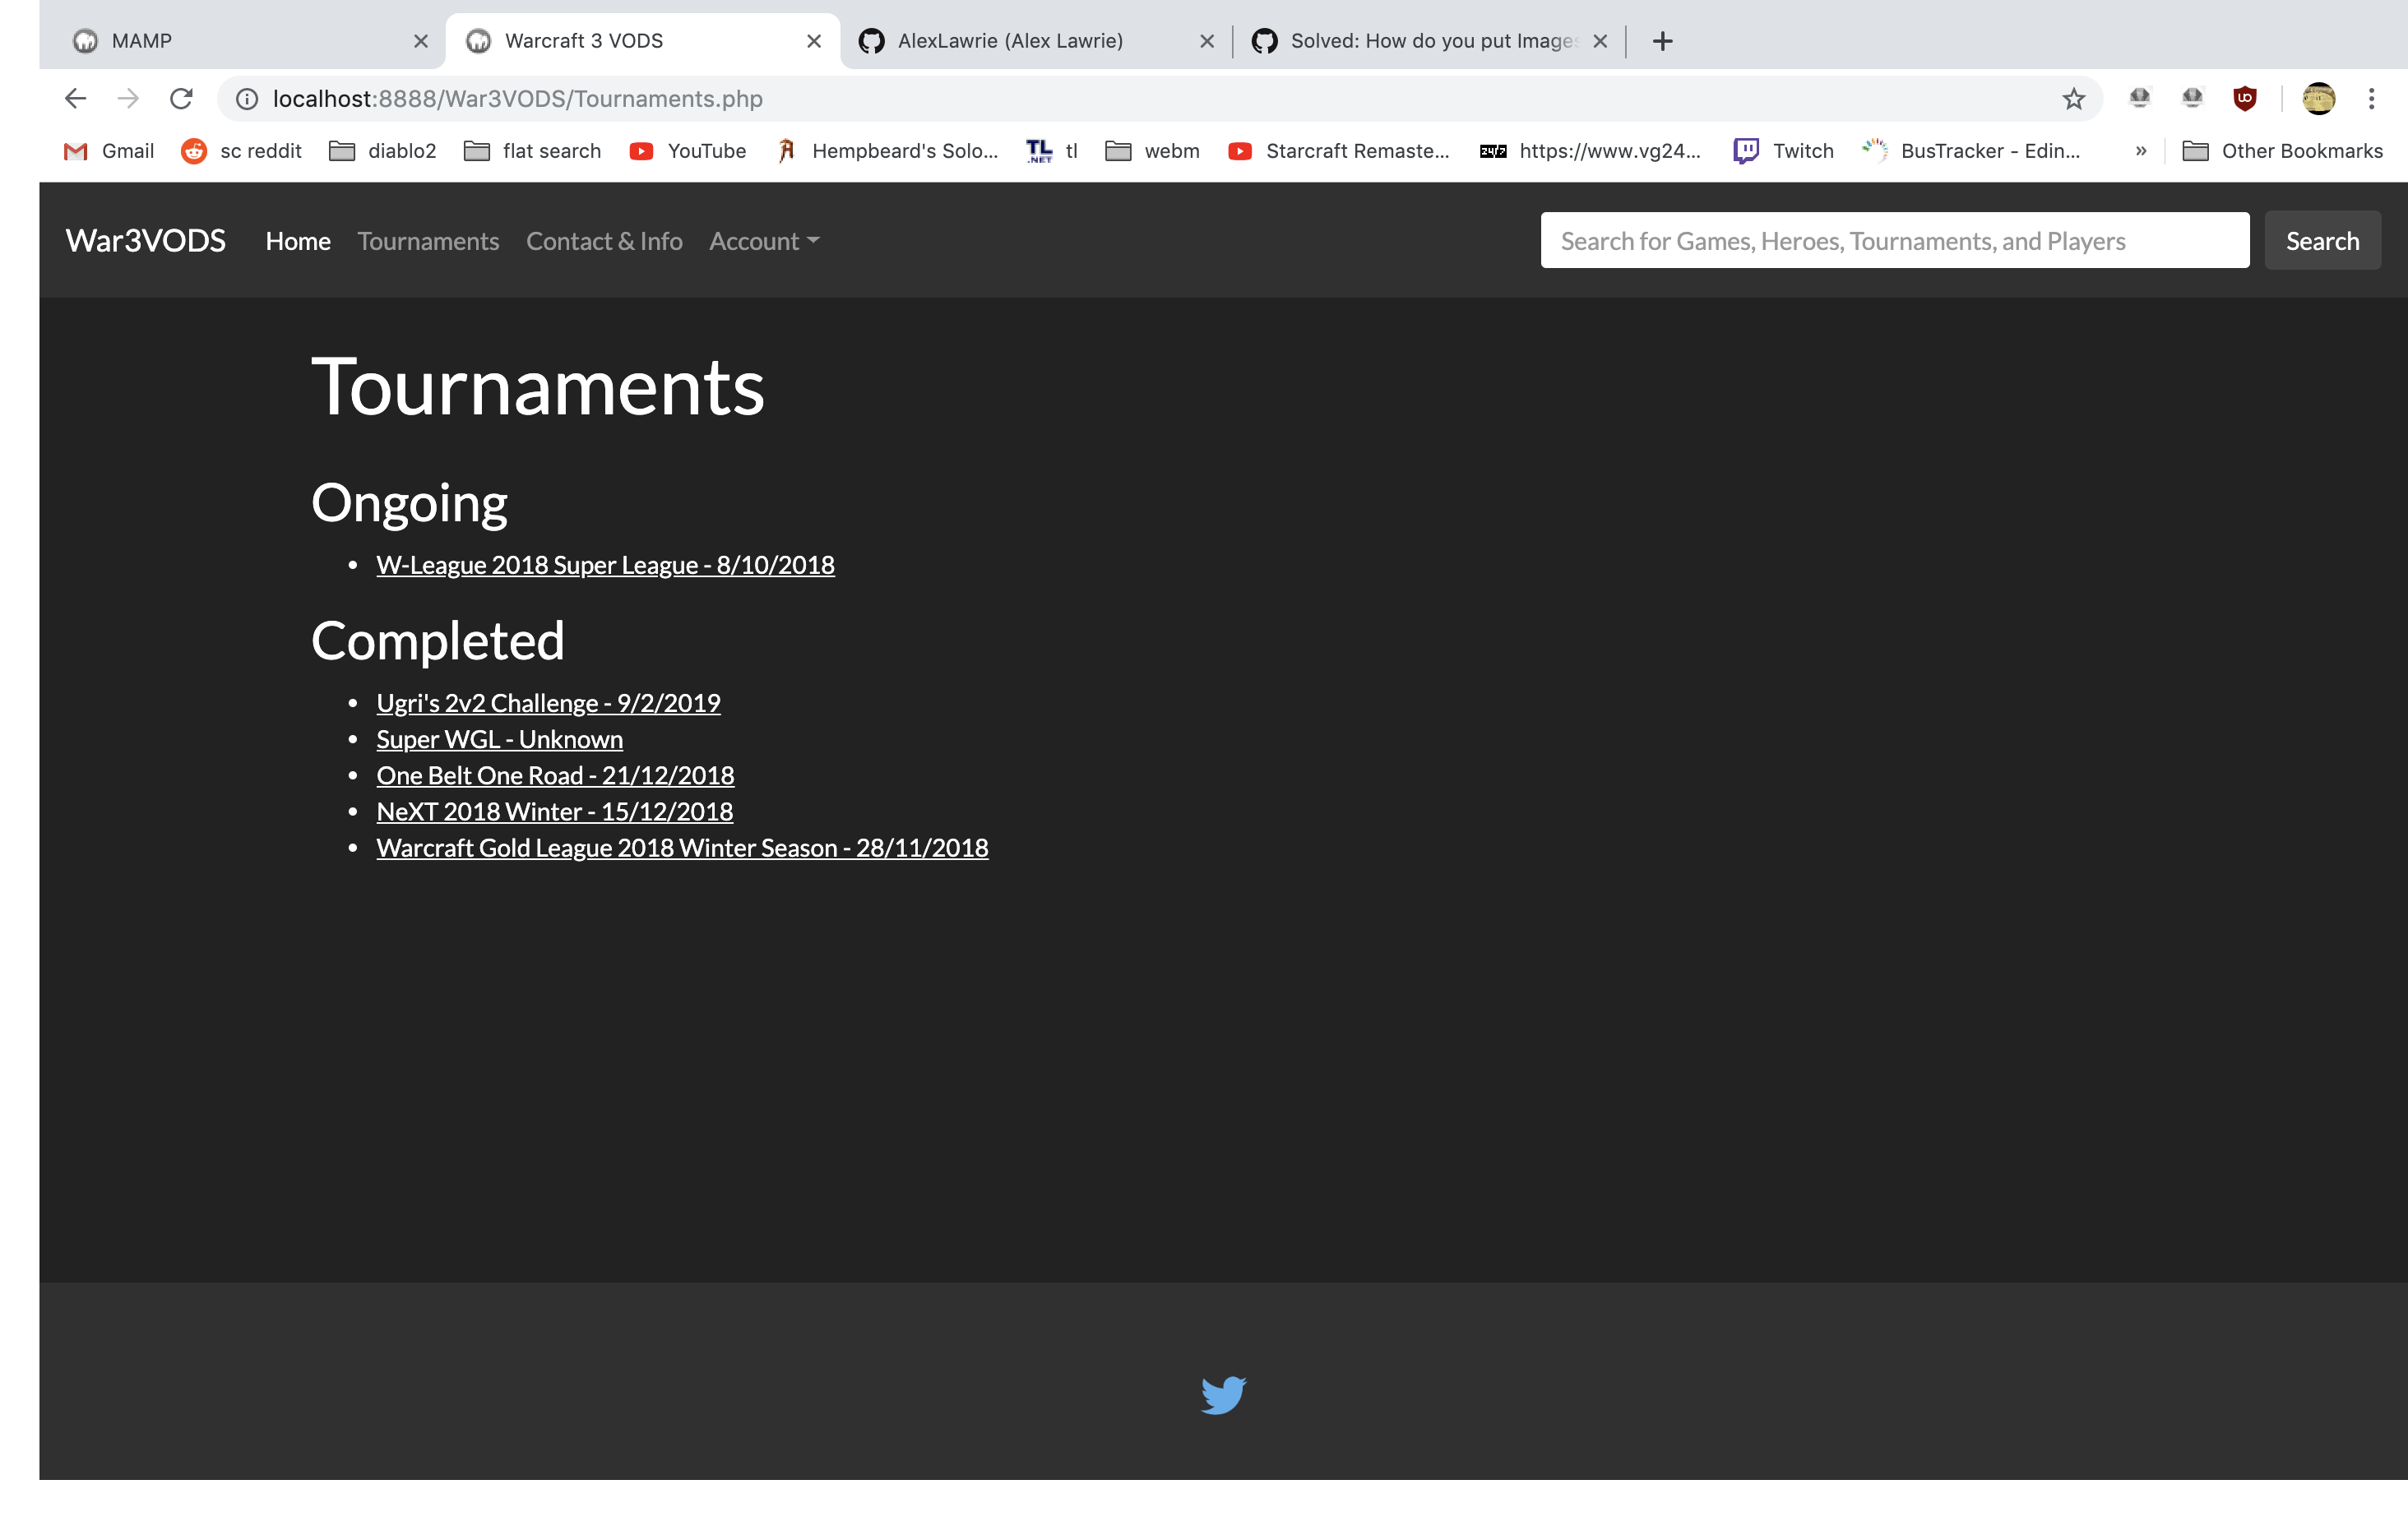 MAMP
Warcraft 3 VODS
AlexLawrie (Alex Lawrie)
Solved: How do you put Images
localhost:8888/War3VODS/Tournaments.php
Gmail
sc reddit
diablo2
flat search
YouTube
Hempbeard's Solo...
TL.NET
tl
webm
Starcraft Remaste...
24/7
https://www.vg24...
Twitch
BusTracker - Edin...
»
Other Bookmarks
War3VODS
Home
Tournaments
Contact & Info
Account
Search for Games, Heroes, Tournaments, and Players
Search
Tournaments
Ongoing
• W-League 2018 Super League - 8/10/2018
Completed
• Ugri's 2v2 Challenge - 9/2/2019
• Super WGL - Unknown
• One Belt One Road - 21/12/2018
• NeXT 2018 Winter - 15/12/2018
• Warcraft Gold League 2018 Winter Season - 28/11/2018